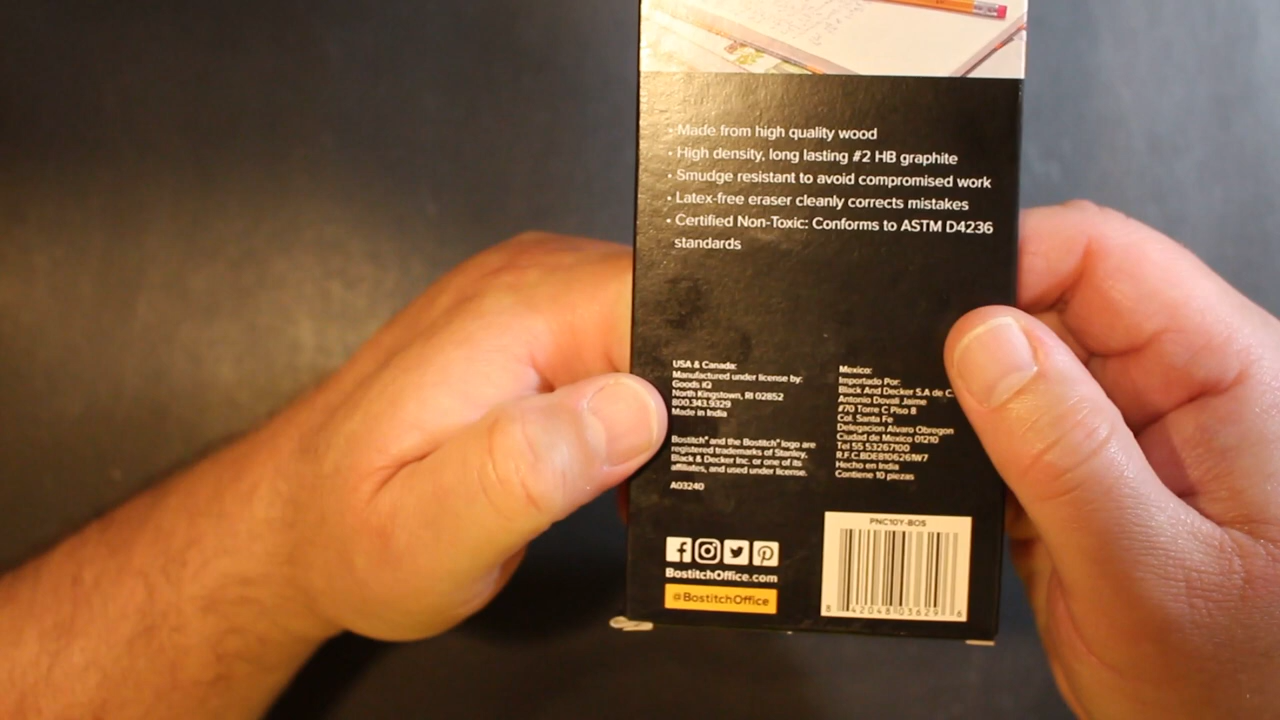 • Made from high quality wood
• High density, long lasting #2 HB graphite
• Smudge resistant to avoid compromised work
• Latex-free eraser cleanly corrects mistakes
• Certified Non-Toxic: Conforms to ASTM D4236
standards
USA & Canada:
Manufactured under license by:
Goods iQ
North Kingstown, RI 02852
800.343.9329
Made in India
Bostitch® and the Bostitch® logo are
registered trademarks of Stanley,
Black & Decker Inc. or one of its
affiliates, and used under license.
A03240
Mexico:
Importado Por:
Black And Decker S.A de C.
Antonio Dovali Jaime
#70 Torre C Piso 8
Col. Santa Fe
Delegacion Alvaro Obregon
Ciudad de Mexico 01210
Tel 55 53267100
R.F.C.BDE8106261W7
Hecho en India
Contiene 10 piezas
BostitchOffice.com
@BostitchOffice
PNC10Y-BOS
8 42048 03629 6